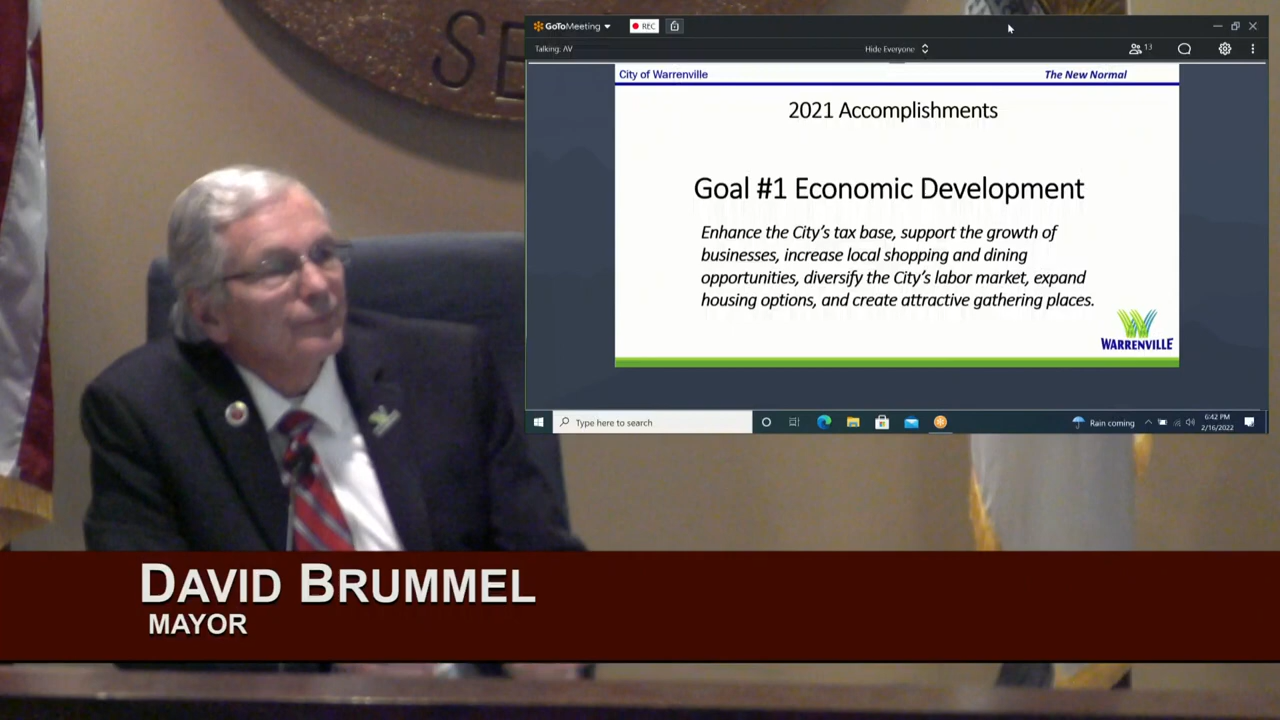 SE
GoToMeeting
REC
Talking: AV
Hide Everyone
13
City of Warrenville
The New Normal
2021 Accomplishments
Goal #1 Economic Development
Enhance the City's tax base, support the growth of
businesses, increase local shopping and dining
opportunities, diversify the City's labor market, expand
housing options, and create attractive gathering places.
WARRENVILLE
Type here to search
Rain coming
6:42 PM
2/16/2022
DAVID BRUMMEL
MAYOR